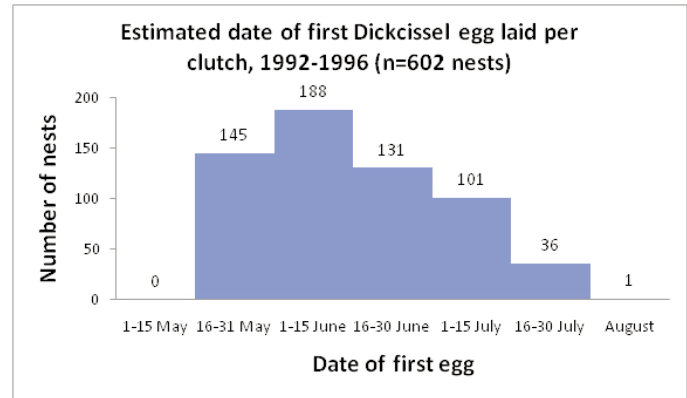 Estimated date of first Dickcissel egg laid per
clutch, 1992-1996 (n=602 nests)
Number of nests
200
150
100
50
0
0
145
188
131
101
36
1
1-15 May 16-31 May 1-15 June 16-30 June 1-15 July 16-30 July August
Date of first egg